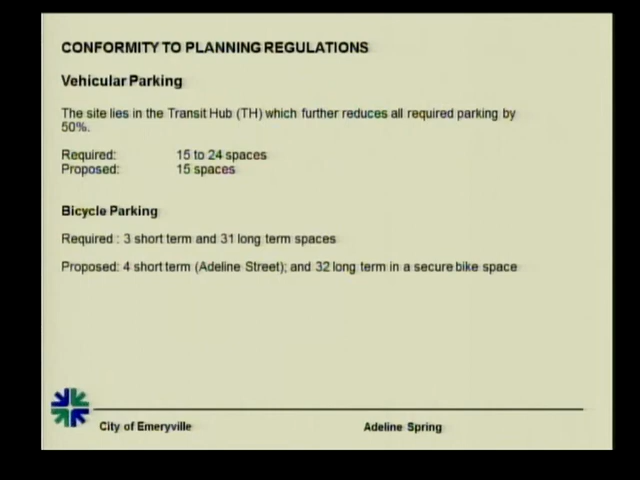 CONFORMITY TO PLANNING REGULATIONS
Vehicular Parking
The site lies in the Transit Hub (TH) which further reduces all required parking by
50%.
Required: 15 to 24 spaces
Proposed: 15 spaces
Bicycle Parking
Required : 3 short term and 31 long term spaces
Proposed: 4 short term (Adeline Street); and 32 long term in a secure bike space
City of Emeryville Adeline Spring